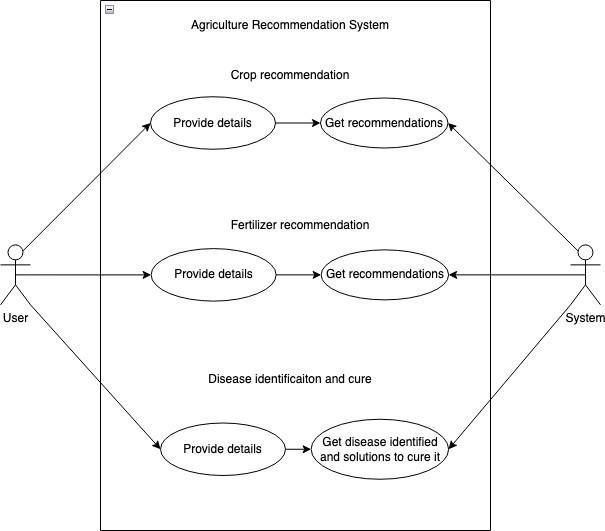 Agriculture Recommendation System
Crop recommendation
Provide details
Get recommendations
Fertilizer recommendation
Provide details
Get recommendations
User
System
Disease identificaiton and cure
Provide details
Get disease identified
and solutions to cure it